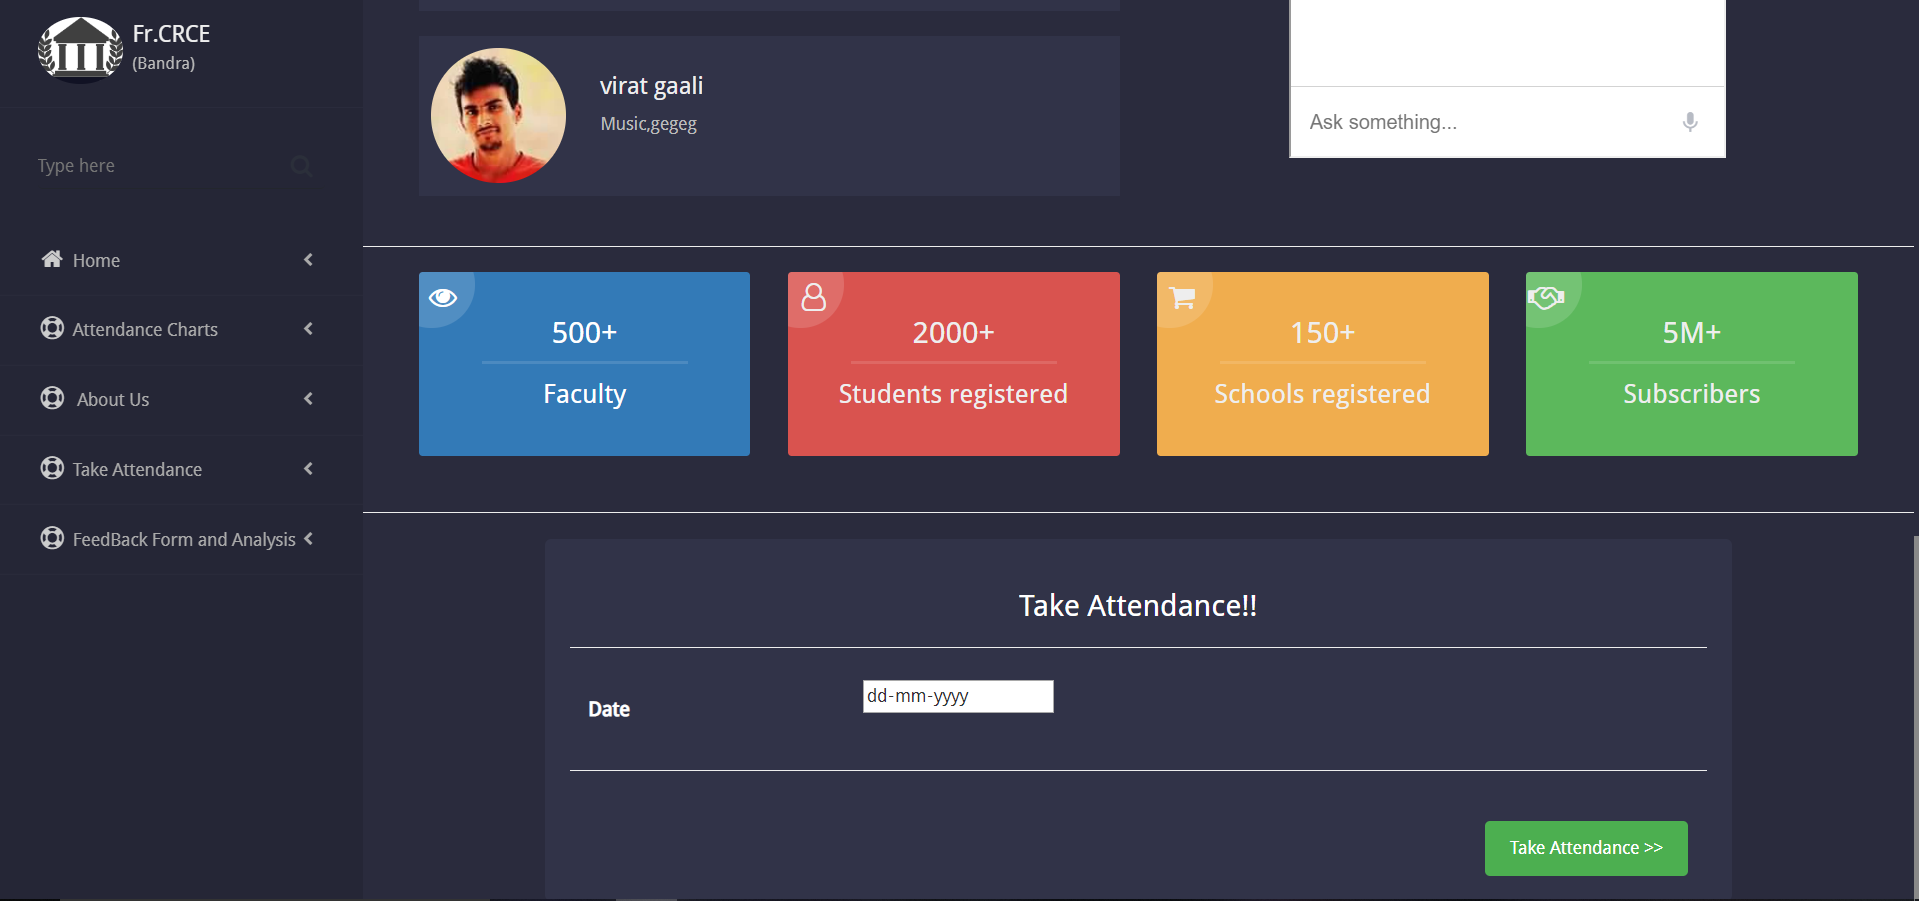 Fr.CRCE
(Bandra)
Type here
Home
Attendance Charts
About Us
Take Attendance
FeedBack Form and Analysis
virat gaali
Music,gegeg
Ask something...
500+
Faculty
2000+
Students registered
150+
Schools registered
5M+
Subscribers
Take Attendance!!
Date
dd-mm-yyyy
Take Attendance >>